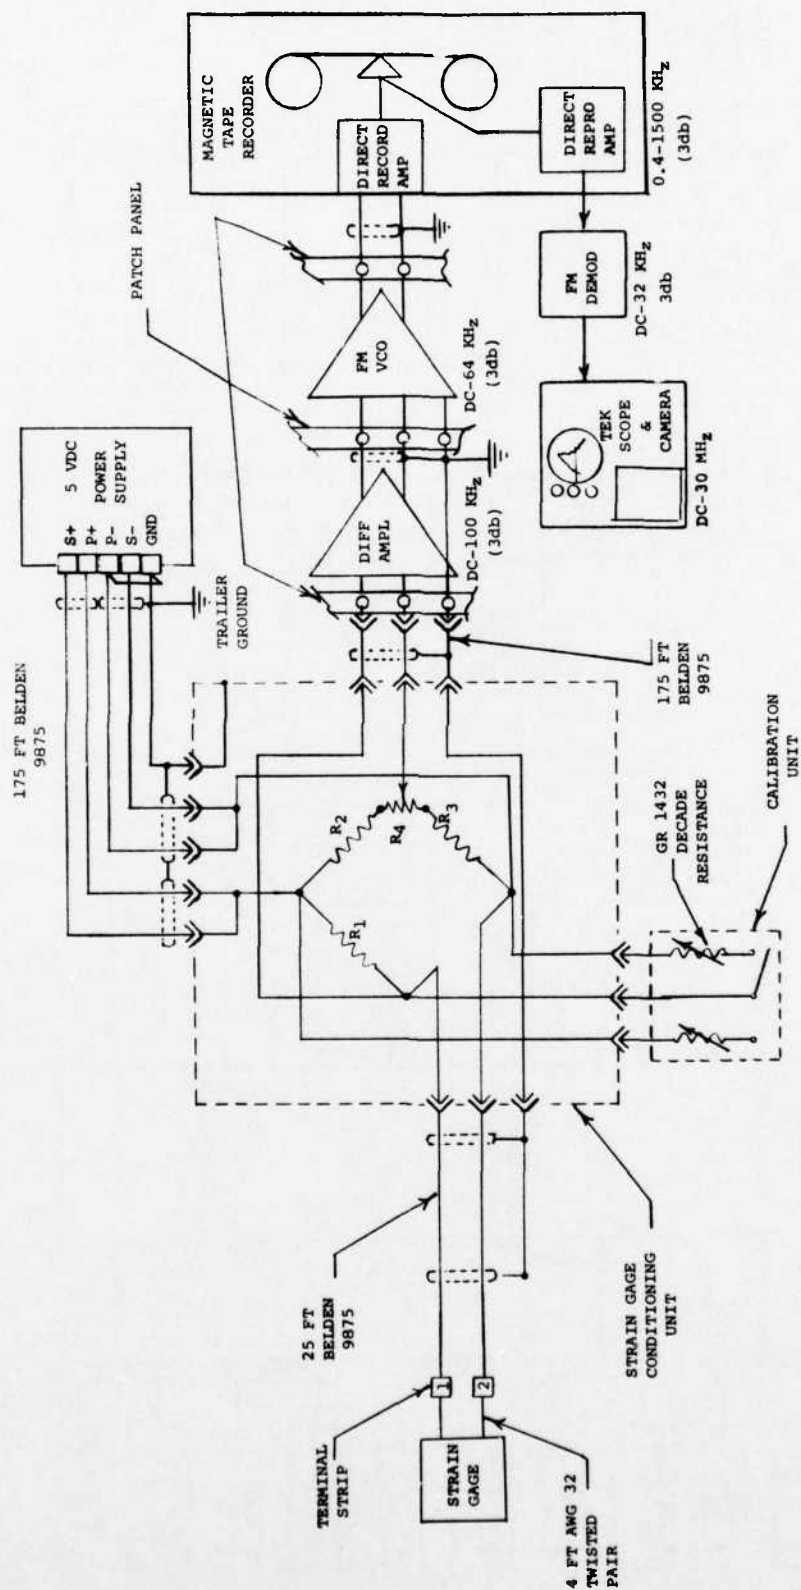 MAGNETIC
TAPE
RECORDER
DIRECT
RECORD
AMP
DIRECT
REPRO
AMP
0.4-1500 KHz
(3db)
PATCH PANEL
FM
VCO
DC-64 KHz
(3db)
FM
DEMOD
DC-32 KHz
3db
TEK
SCOPE
&
CAMERA
DC-30 MHz
DIFF
AMPL
DC-100 KHz
(3db)
5 VDC
POWER
SUPPLY
S+
P+
P-
S-
GND
TRAILER
GROUND
175 FT BELDEN
9875
175 FT
BELDEN
9875
R1
R2
R4
R3
GR 1432
DECADE
RESISTANCE
CALIBRATION
UNIT
STRAIN GAGE
CONDITIONING
UNIT
25 FT
BELDEN
9875
TERMINAL
STRIP
1
2
STRAIN
GAGE
4 FT AWG 32
TWISTED
PAIR